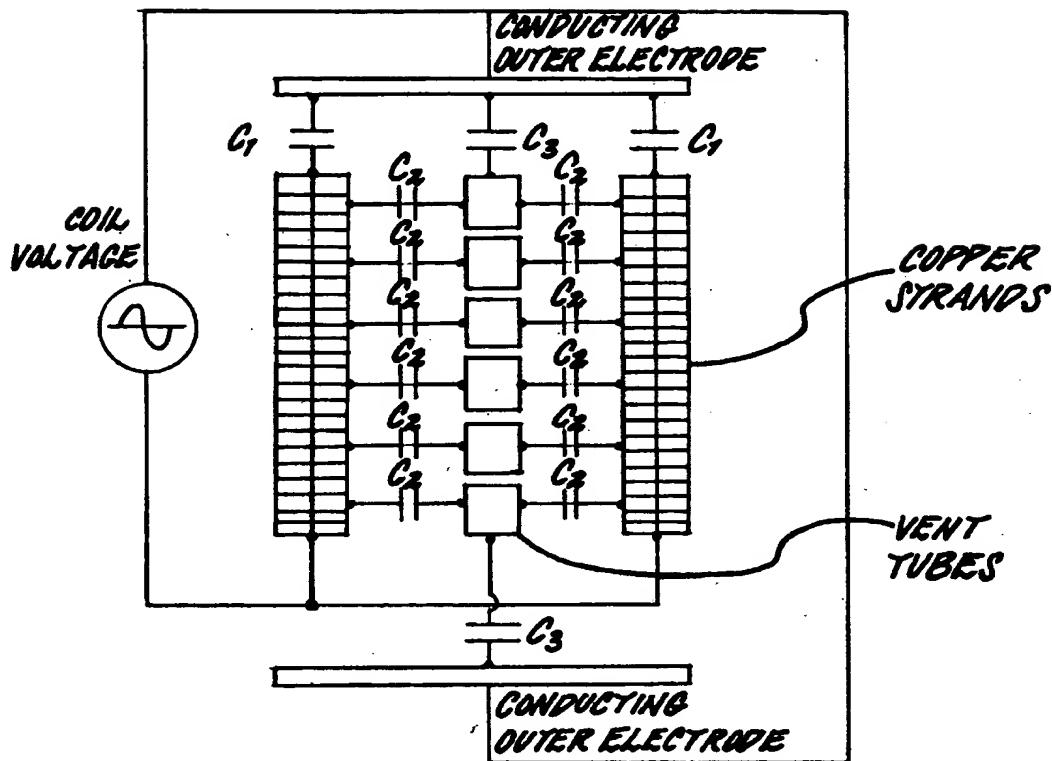 CONDUCTING
OUTER ELECTRODE
C1 C3 C1
C2 C2
COIL
VOLTAGE
C2 C2
COPPER
STRANDS
C2 C2
C2 C2
C2 C2
C2 C2
VENT
TUBES
C3
CONDUCTING
OUTER ELECTRODE